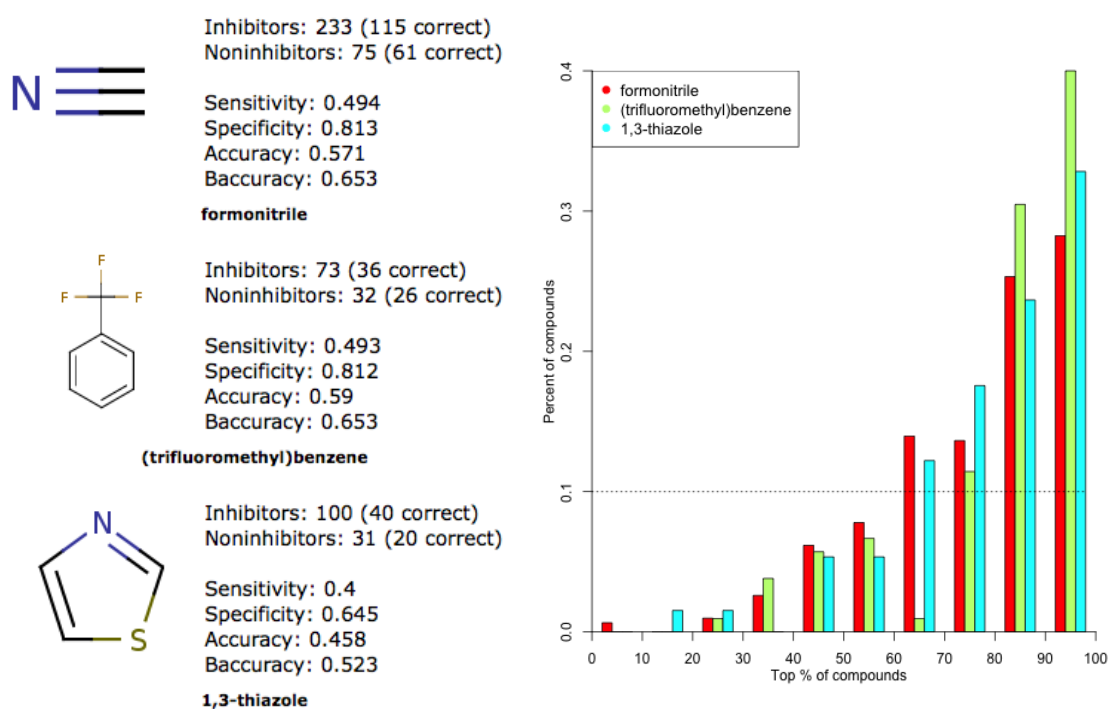 Inhibitors: 233 (115 correct)
Noninhibitors: 75 (61 correct)
N
Sensitivity: 0.494
Specificity: 0.813
Accuracy: 0.571
Baccuracy: 0.653
formonitrile
Inhibitors: 73 (36 correct)
Noninhibitors: 32 (26 correct)
F
F
F
Sensitivity: 0.493
Specificity: 0.812
Accuracy: 0.59
Baccuracy: 0.653
(trifluoromethyl)benzene
Inhibitors: 100 (40 correct)
Noninhibitors: 31 (20 correct)
N
S
Sensitivity: 0.4
Specificity: 0.645
Accuracy: 0.458
Baccuracy: 0.523
1,3-thiazole
formonitrile
(trifluoromethyl)benzene
1,3-thiazole
Percent of compounds
0.4
0.3
0.2
0.1
0.0
0 10 20 30 40 50 60 70 80 90 100
Top % of compounds